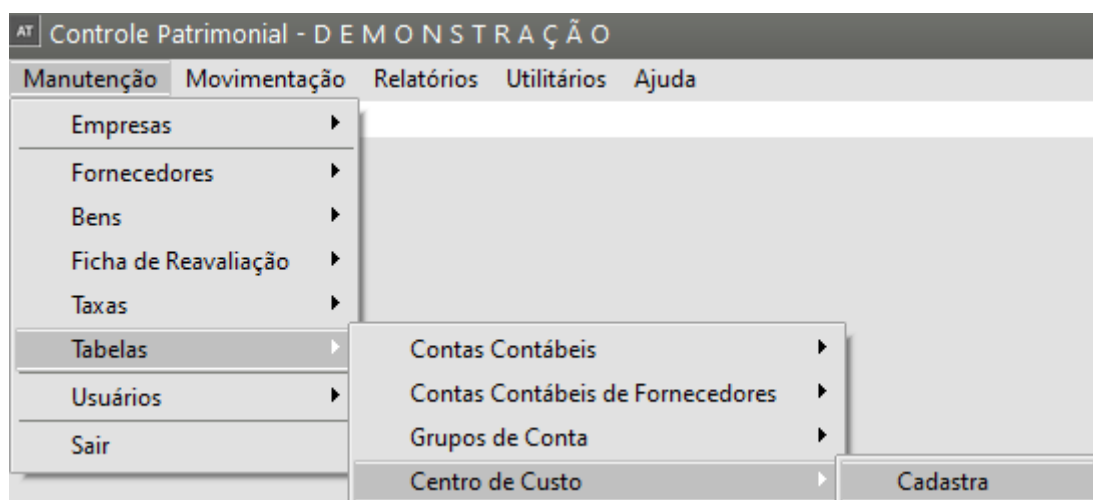 AT Controle Patrimonial - D E M O N S T R A Ç Ã O
Manutenção Movimentação Relatórios Utilitários Ajuda
Empresas
Fornecedores
Bens
Ficha de Reavaliação
Taxas
Tabelas
Usuários
Sair
Contas Contábeis
Contas Contábeis de Fornecedores
Grupos de Conta
Centro de Custo
Cadastra